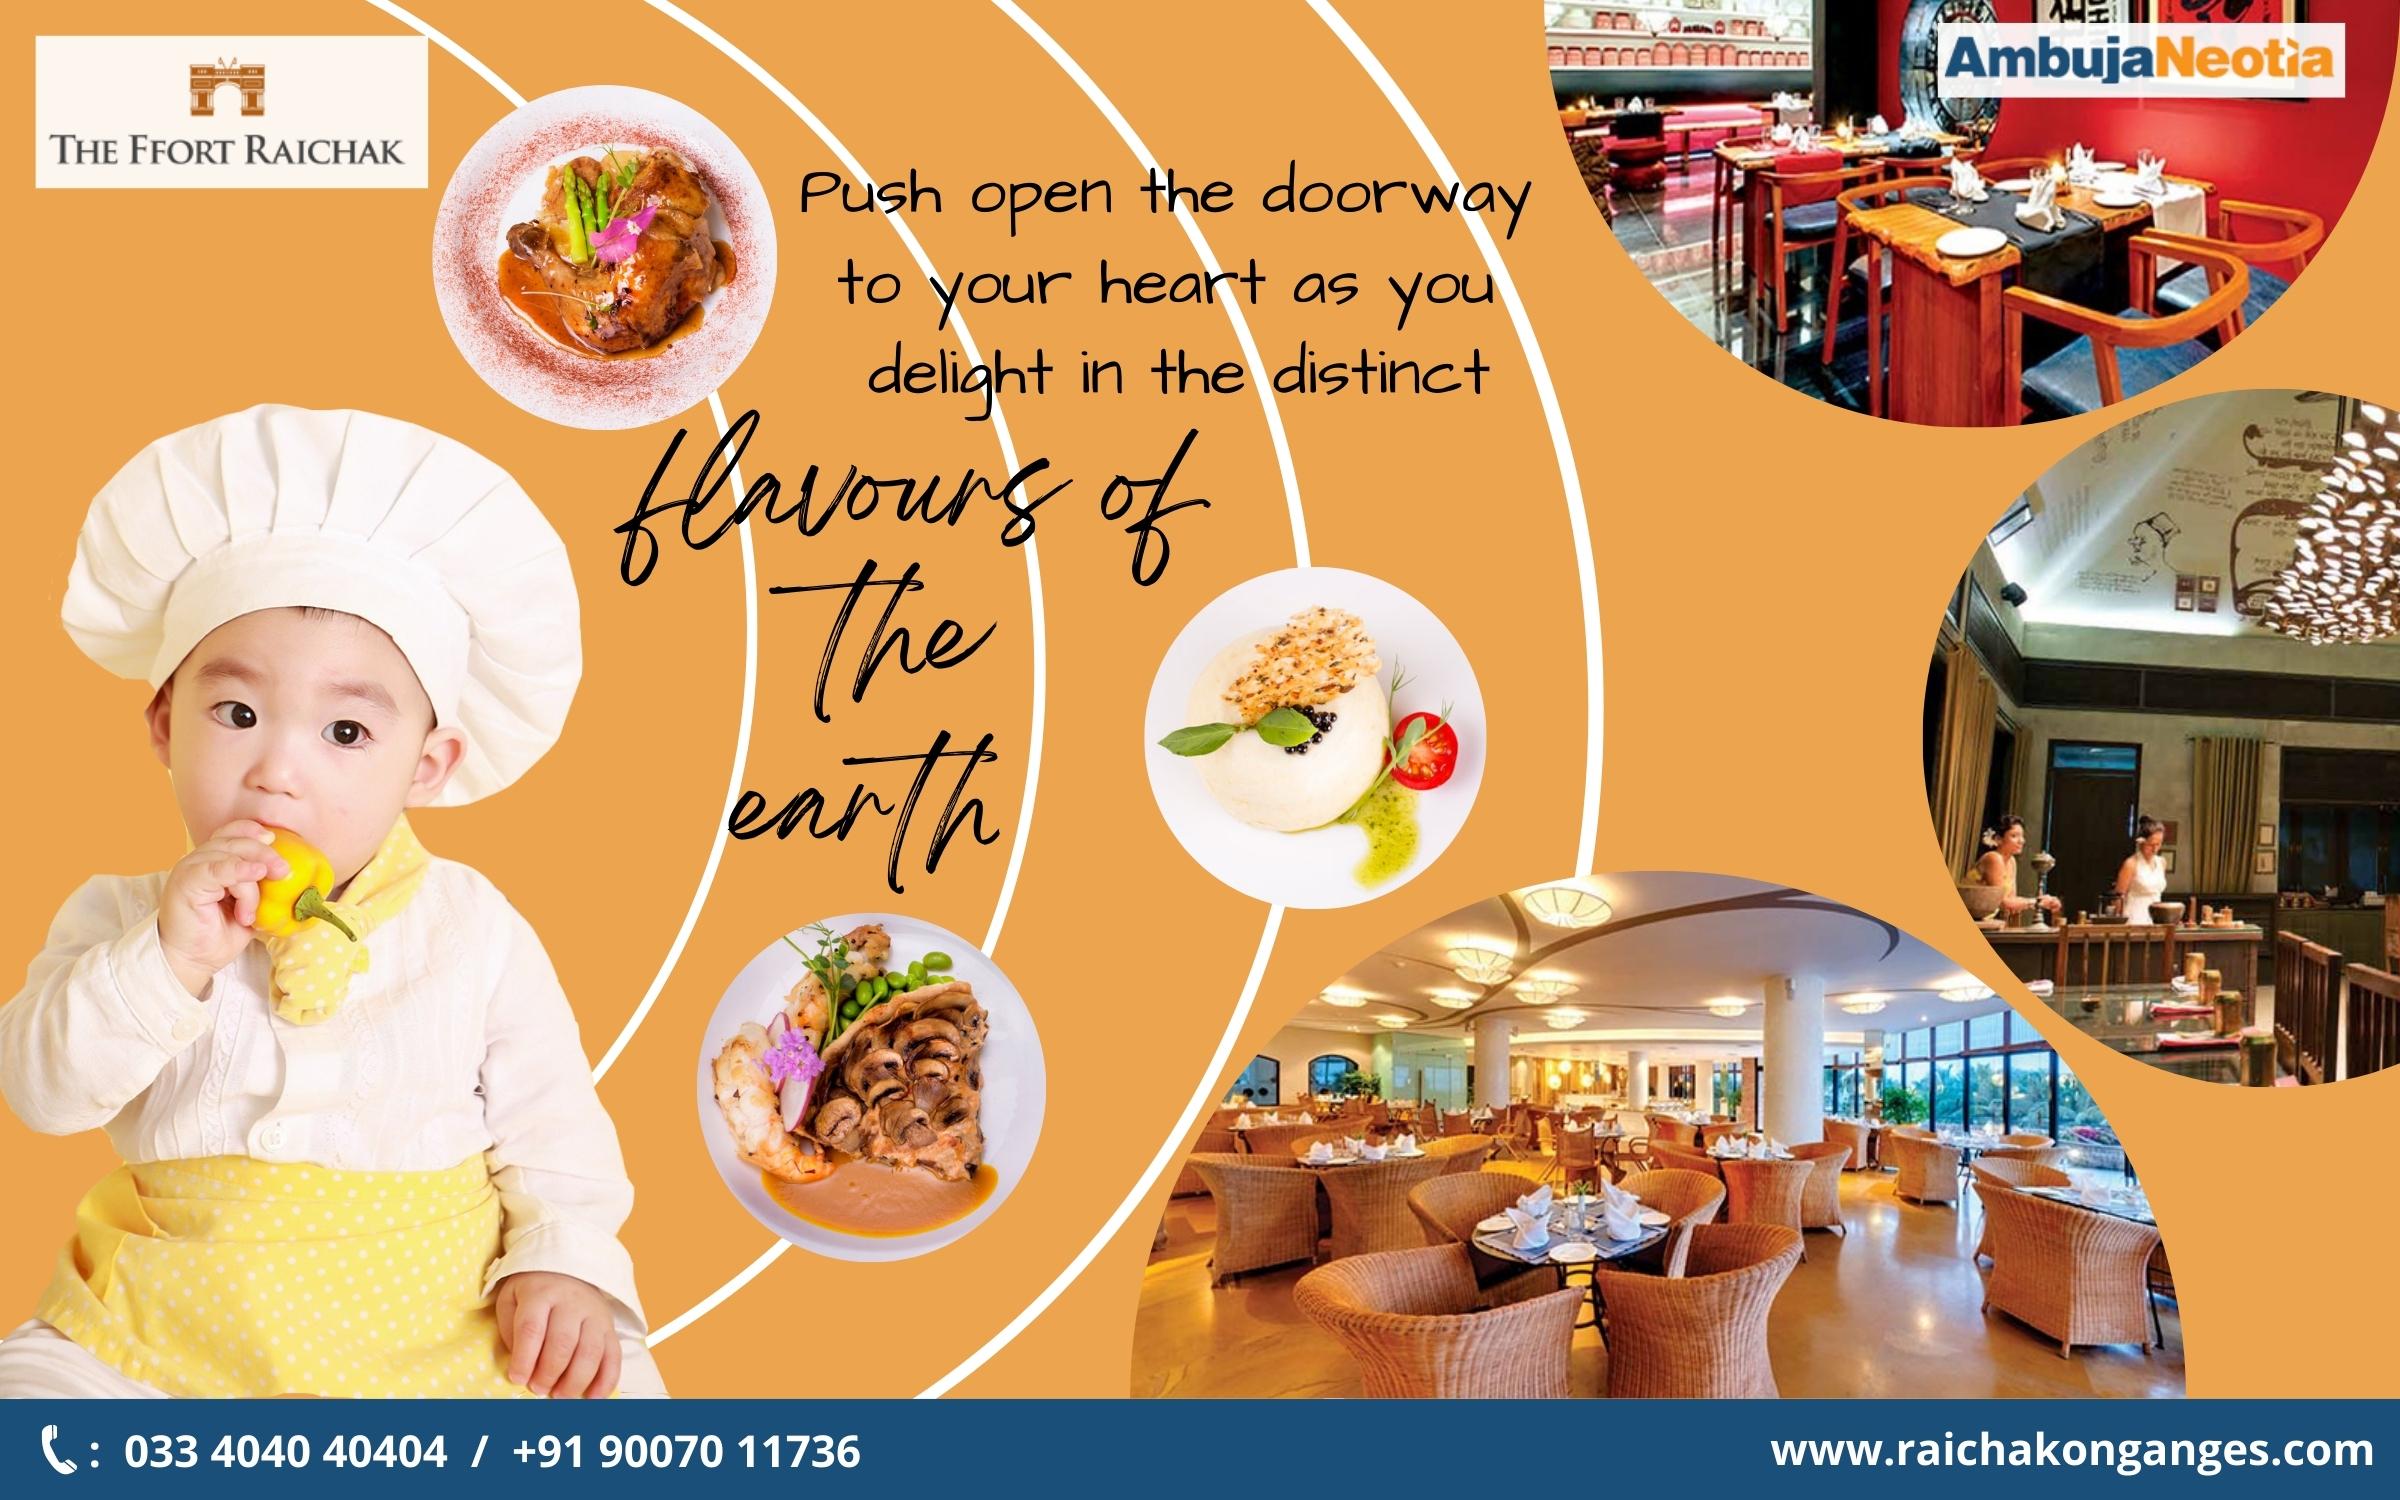 THE FFORT RAICHAK
AmbujaNeotia
Push open the doorway
to your heart as you
delight in the distinct
flavours of
the
earth
: 033 4040 40404 / +91 90070 11736
www.raichakonganges.com